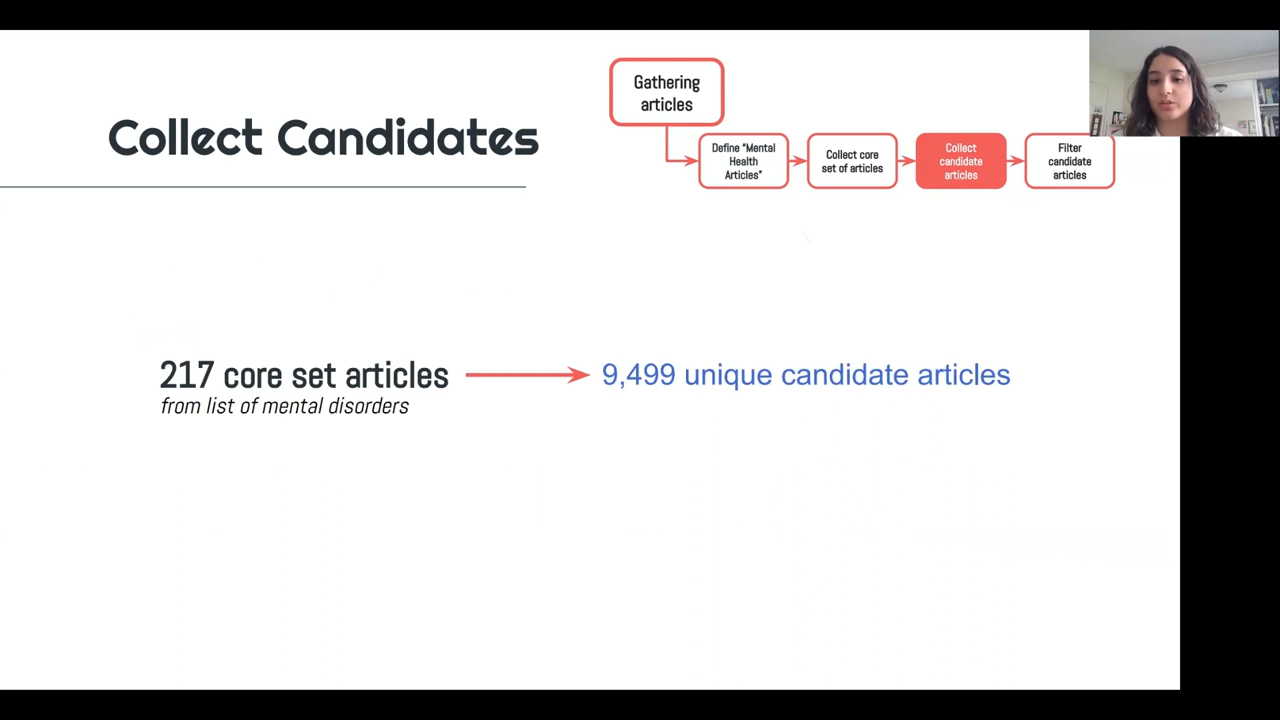 Collect Candidates
Gathering
articles
Define “Mental
Health
Articles”
Collect core
set of articles
Collect
candidate
articles
Filter
candidate
articles
217 core set articles
from list of mental disorders
9,499 unique candidate articles